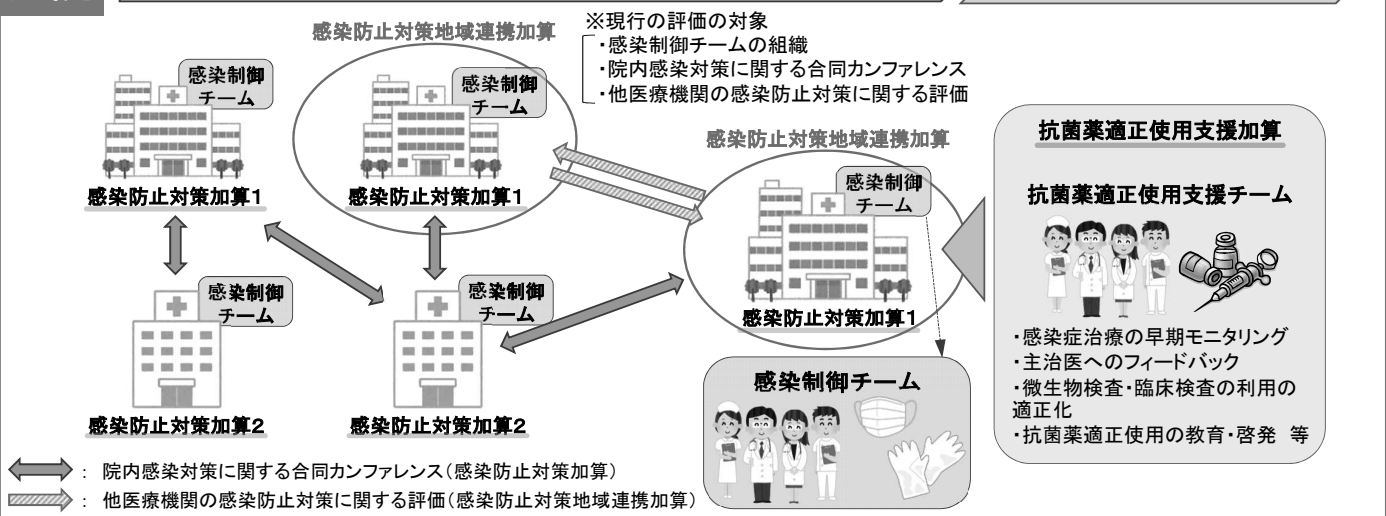 ※現行の評価の対象
・感染制御チームの組織
・院内感染対策に関する合同カンファレンス
・他医療機関の感染防止対策に関する評価
感染防止対策地域連携加算
感染制御
チーム
感染防止対策加算1
感染制御
チーム
感染防止対策加算1
感染防止対策地域連携加算
感染制御
チーム
感染防止対策加算1
感染制御
チーム
感染防止対策加算2
感染制御
チーム
感染防止対策加算2
感染制御チーム
抗菌薬適正使用支援加算
抗菌薬適正使用支援チーム
・感染症治療の早期モニタリング
・主治医へのフィードバック
・微生物検査・臨床検査の利用の
適正化
・抗菌薬適正使用の教育・啓発 等
： 院内感染対策に関する合同カンファレンス（感染防止対策加算）
： 他医療機関の感染防止対策に関する評価（感染防止対策地域連携加算）